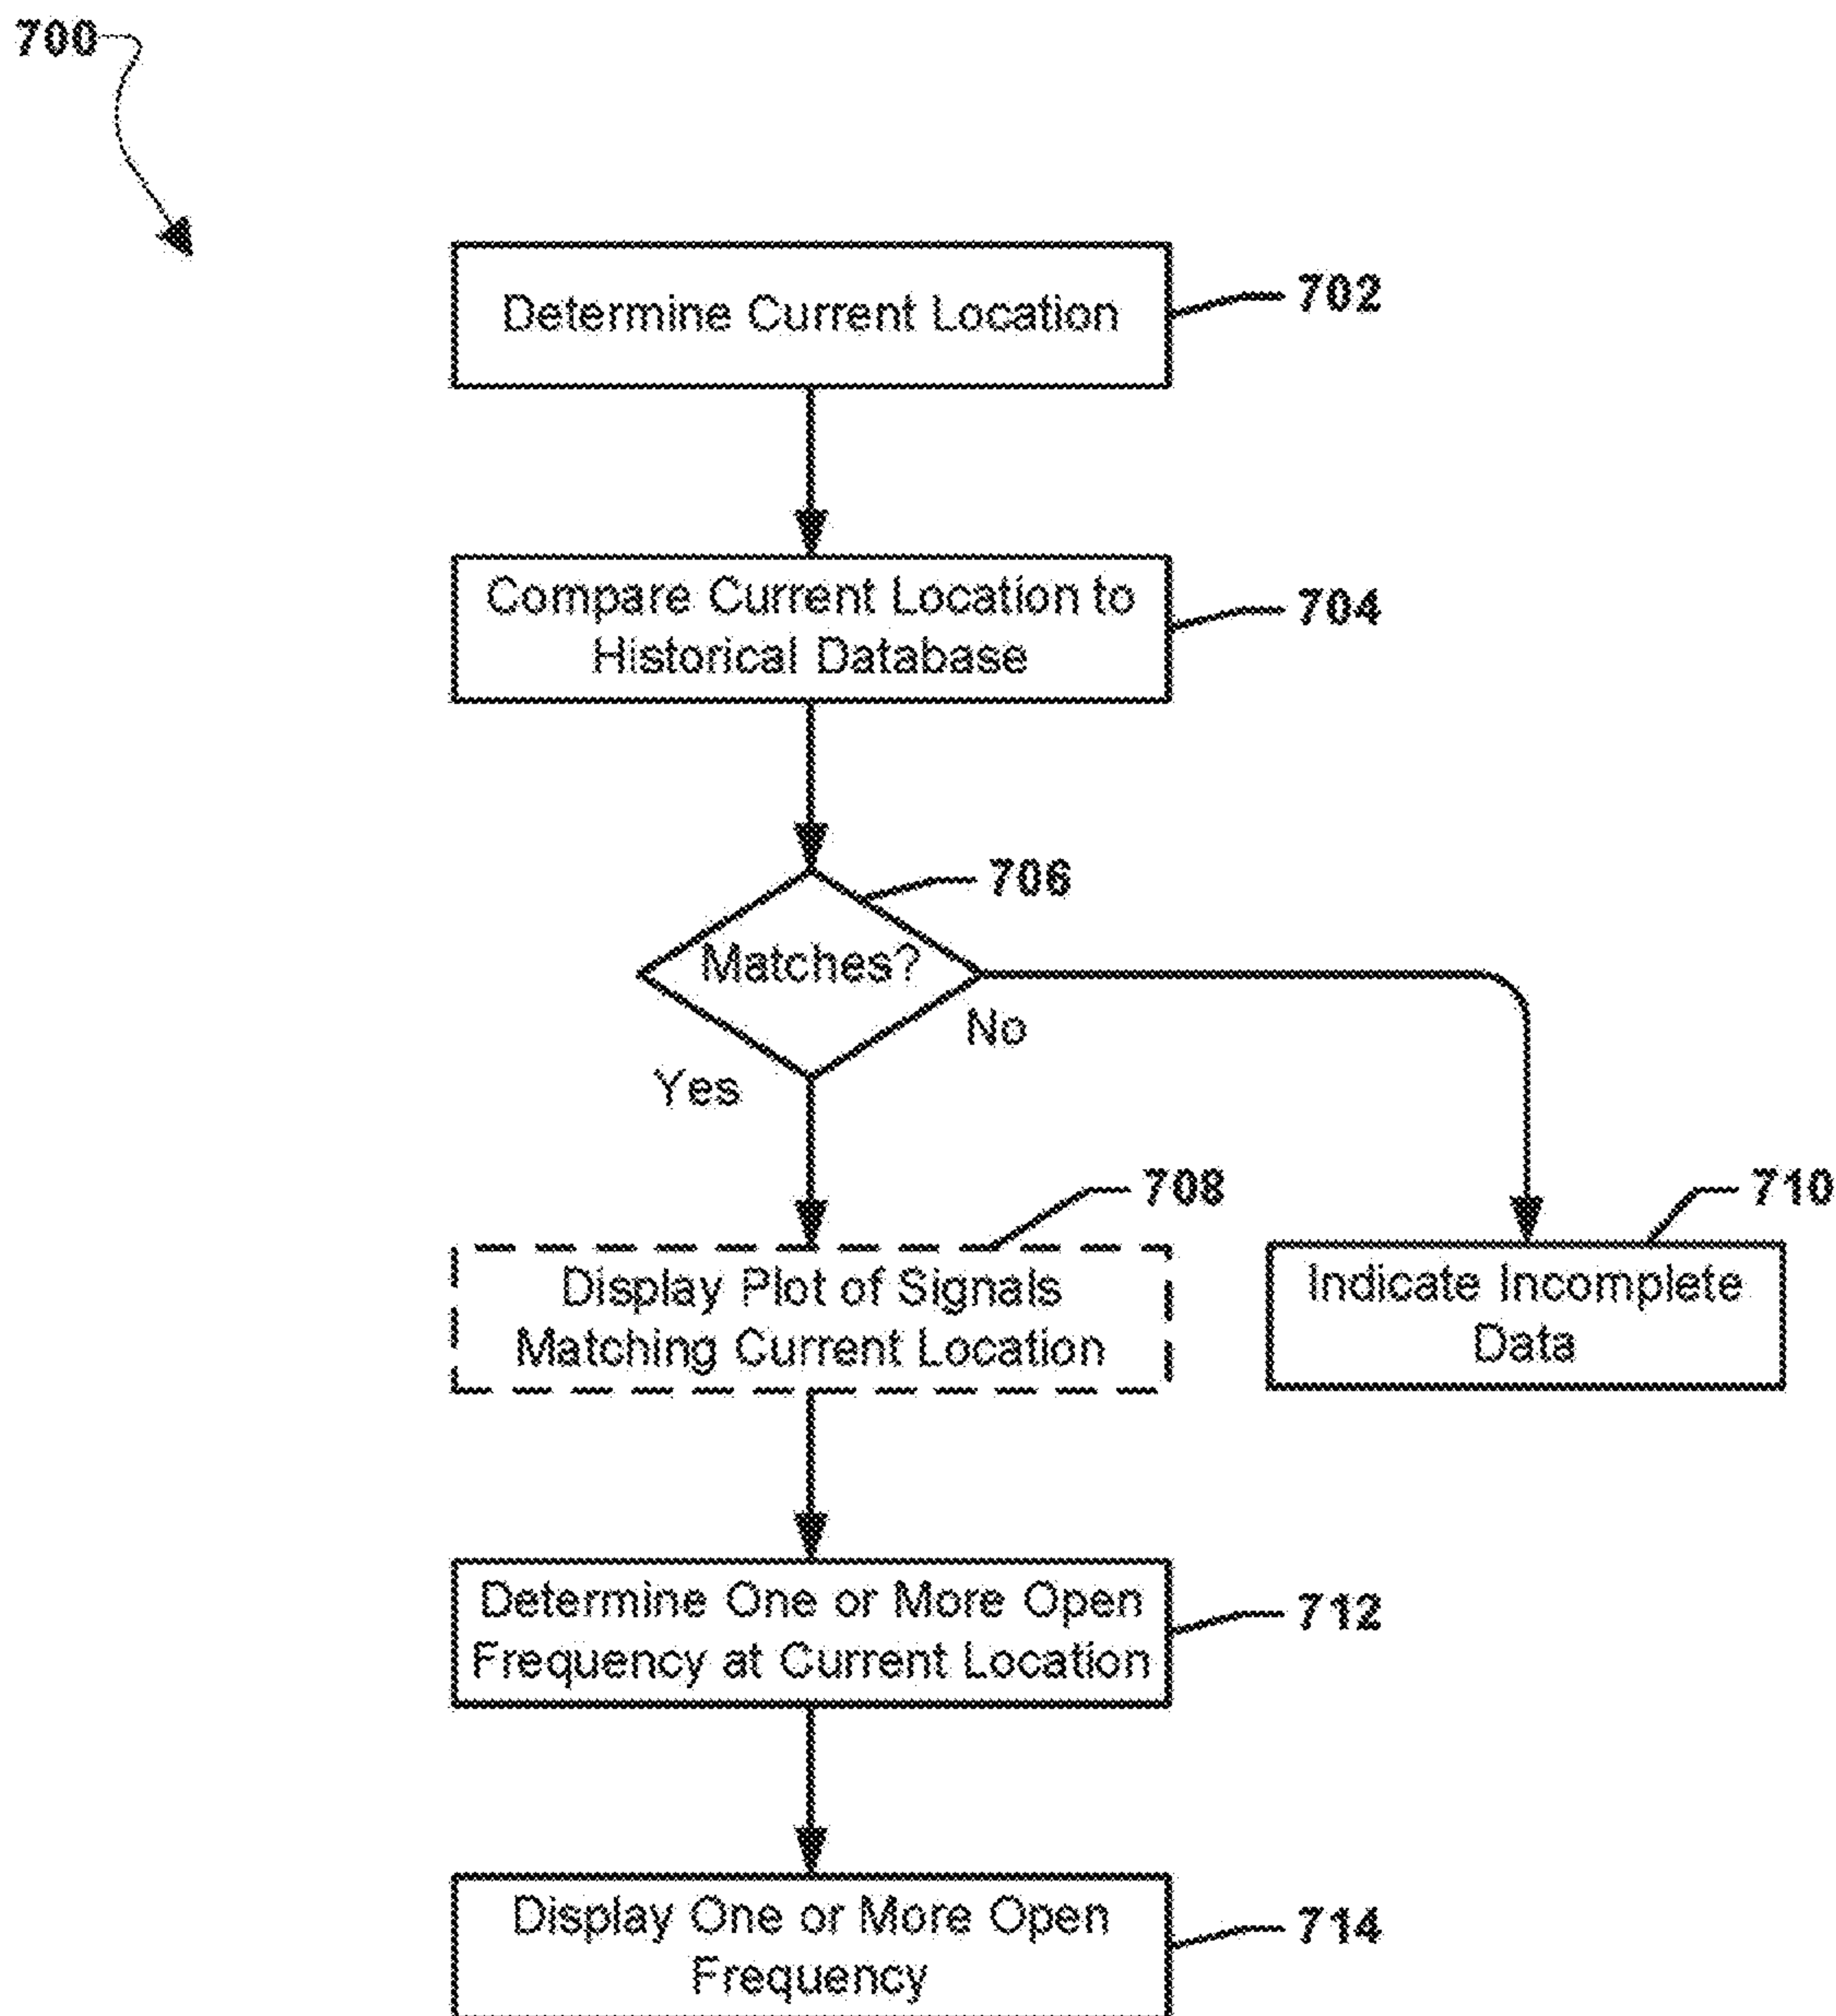 700
Determine Current Location
702
Compare Current Location to
Historical Database
704
706
Matches?
No
Yes
708
710
Display Plot of Signals
Matching Current Location
Indicate Incomplete
Data
Determine One or More Open
Frequency at Current Location
712
Display One or More Open
Frequency
714